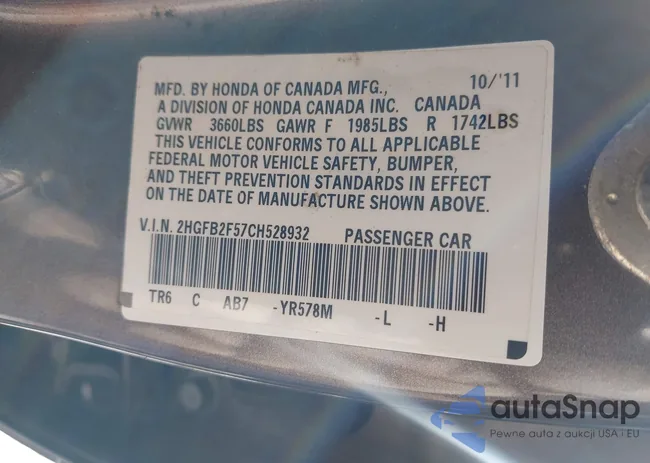 MFD. BY HONDA OF CANADA MFG., 10/'11
A DIVISION OF HONDA CANADA INC. CANADA
GVWR 3660LBS GAWR F 1985LBS R 1742LBS
THIS VEHICLE CONFORMS TO ALL APPLICABLE
FEDERAL MOTOR VEHICLE SAFETY, BUMPER,
AND THEFT PREVENTION STANDARDS IN EFFECT
ON THE DATE OF MANUFACTURE SHOWN ABOVE.
V.I.N. 2HGFB2F57CH528932 PASSENGER CAR
TR6 C AB7 -YR578M -L -H
autaSnap
Pewne auta z aukcji USA i EU